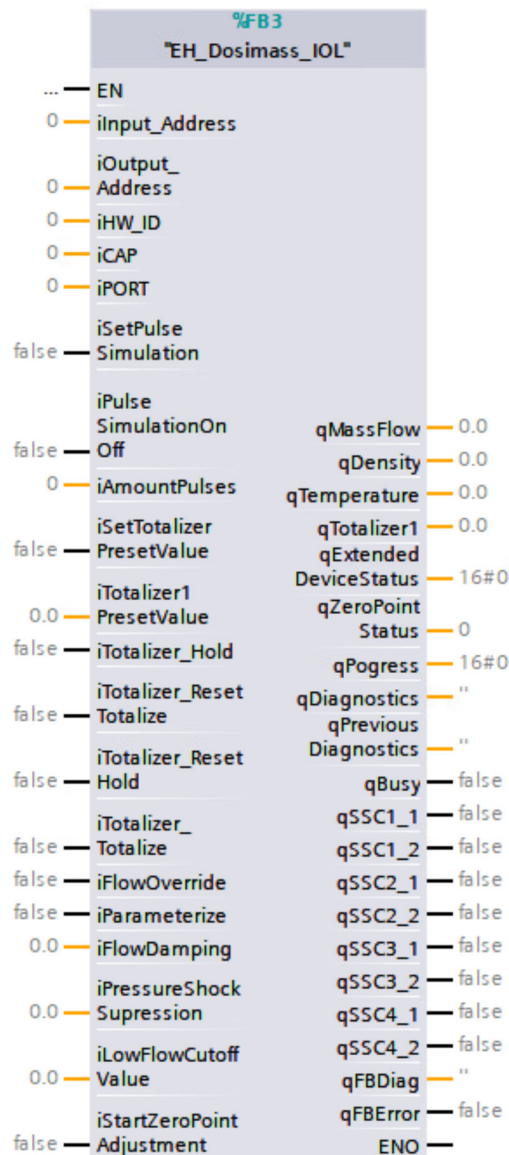 %FB3
"EH_Dosimass_IOL"
... EN
0 iInput_Address
iOutput_
0 Address
0 iHW_ID
0 iCAP
0 iPORT
iSetPulse
false Simulation
iPulse
SimulationOn
false Off
0 iAmountPulses
iSetTotalizer
false PresetValue
iTotalizer1
0.0 PresetValue
false iTotalizer_Hold
iTotalizer_Reset
false Totalize
iTotalizer_Reset
false Hold
iTotalizer_
false Totalize
false iFlowOverride
false iParameterize
0.0 iFlowDamping
iPressureShock
0.0 Supression
iLowFlowCutoff
0.0 Value
iStartZeroPoint
false Adjustment
qMassFlow 0.0
qDensity 0.0
qTemperature 0.0
qTotalizer1 0.0
qExtended
DeviceStatus 16#0
qZeroPoint
Status 0
qPogress 16#0
qDiagnostics ''
qPrevious
Diagnostics ''
qBusy false
qSSC1_1 false
qSSC1_2 false
qSSC2_1 false
qSSC2_2 false
qSSC3_1 false
qSSC3_2 false
qSSC4_1 false
qSSC4_2 false
qFBDiag ''
qFBError false
ENO